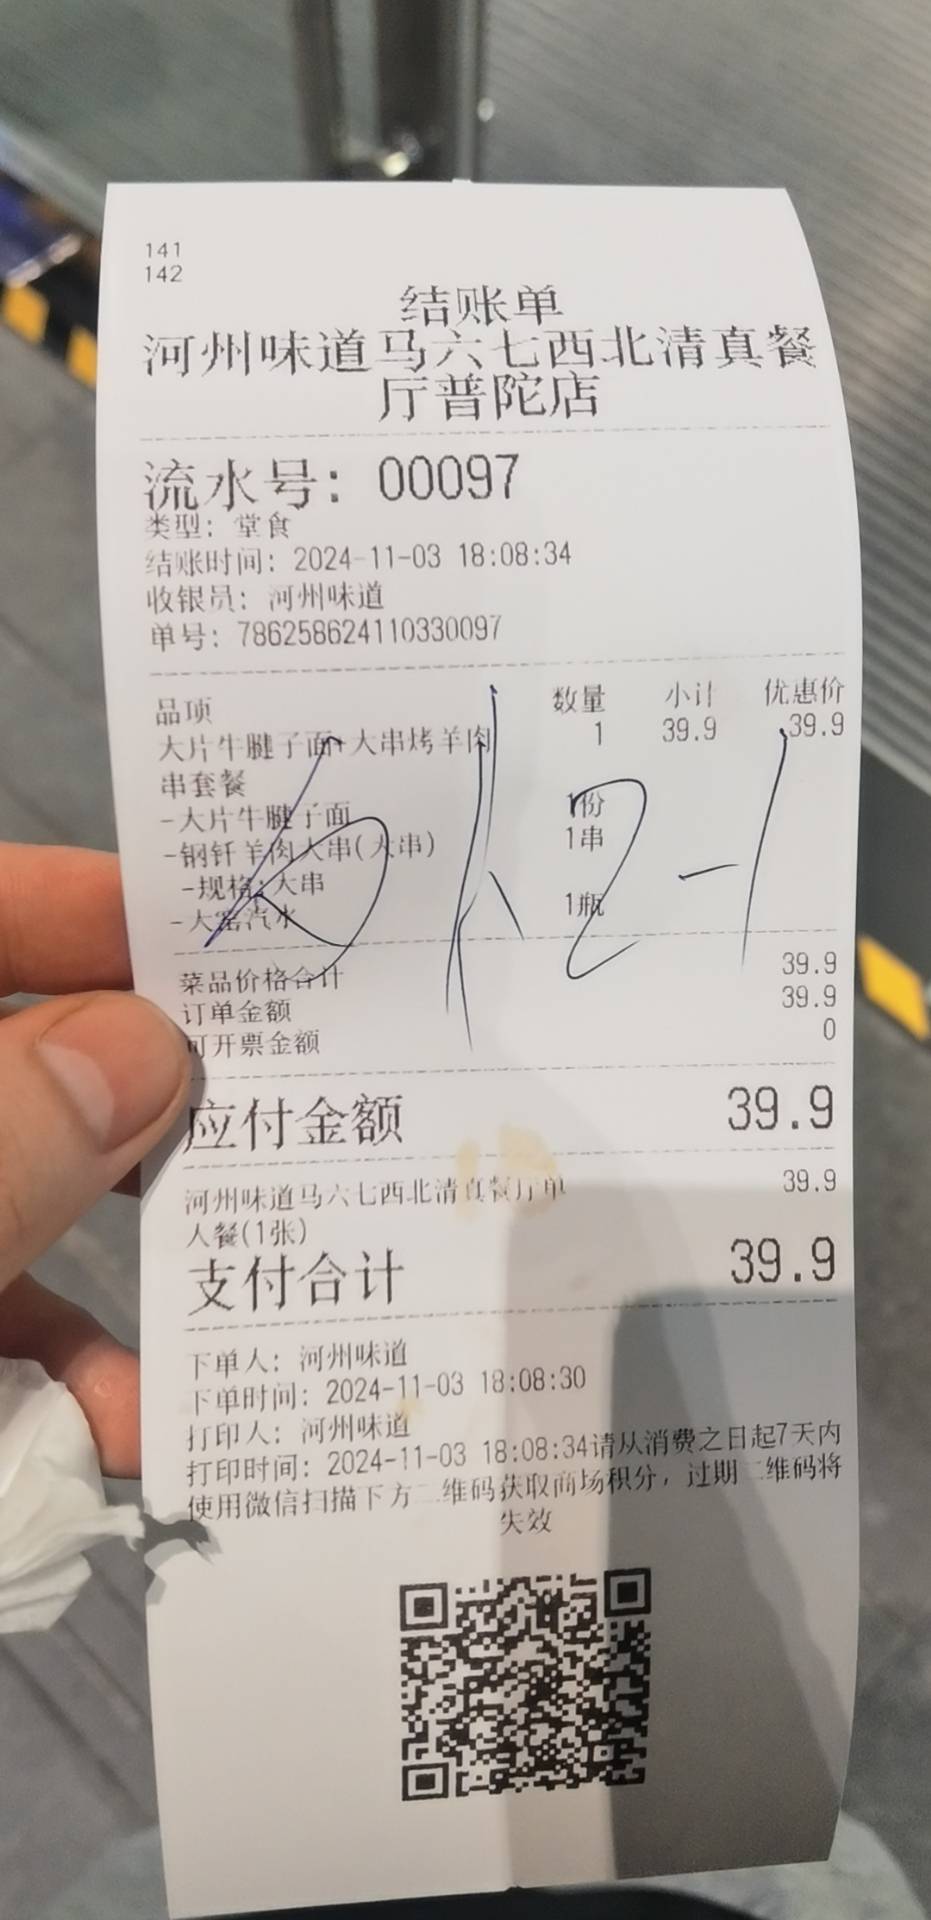 141
142
结账单
河州味道马六七西北清真餐
厅普陀店
流水号: 00097
类型: 堂食
结账时间: 2024-11-03 18:08:34
收银员: 河州味道
单号: 786258624110330097
品项 数量 小计 优惠价
大片牛腱子面+大串烤羊肉 1 39.9 39.9
串套餐
-大片牛腱子面 1份
-钢钎羊肉大串(大串) 1串
-规格: 大串
-大窑汽水 1瓶
菜品价格合计 39.9
订单金额 39.9
可开票金额 0
应付金额 39.9
河州味道马六七西北清真餐厅单 39.9
人餐(1张)
支付合计 39.9
下单人: 河州味道
下单时间: 2024-11-03 18:08:30
打印人: 河州味道
打印时间: 2024-11-03 18:08:34请从消费之日起7天内
使用微信扫描下方二维码获取商场积分, 过期二维码将
失效